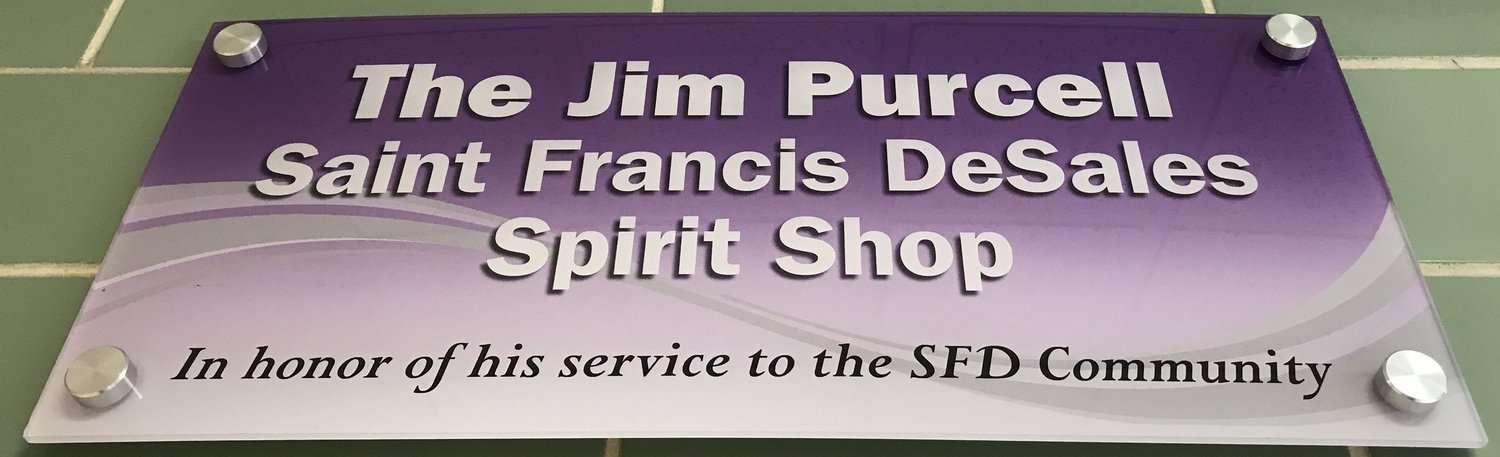 The Jim Purcell
Saint Francis DeSales
Spirit Shop
In honor of his service to the SFD Community